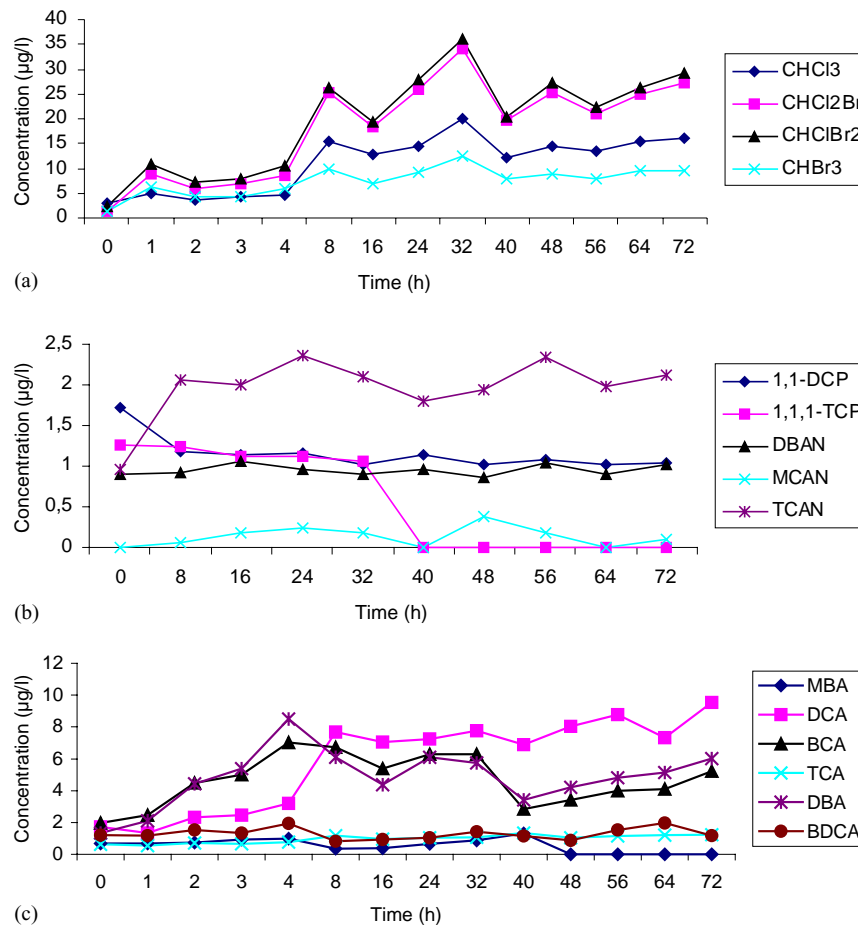 40
35
30
25
20
15
10
5
0
Concentration (µg/l)
0 1 2 3 4 8 16 24 32 40 48 56 64 72
Time (h)
CHCl3
CHCl2Br
CHClBr2
CHBr3
(a)
2,5
2
1,5
1
0,5
0
Concentration (µg/l)
0 8 16 24 32 40 48 56 64 72
Time (h)
1,1-DCP
1,1,1-TCP
DBAN
MCAN
TCAN
(b)
12
10
8
6
4
2
0
Concentration (µg/l)
0 1 2 3 4 8 16 24 32 40 48 56 64 72
Time (h)
MBA
DCA
BCA
TCA
DBA
BDCA
(c)